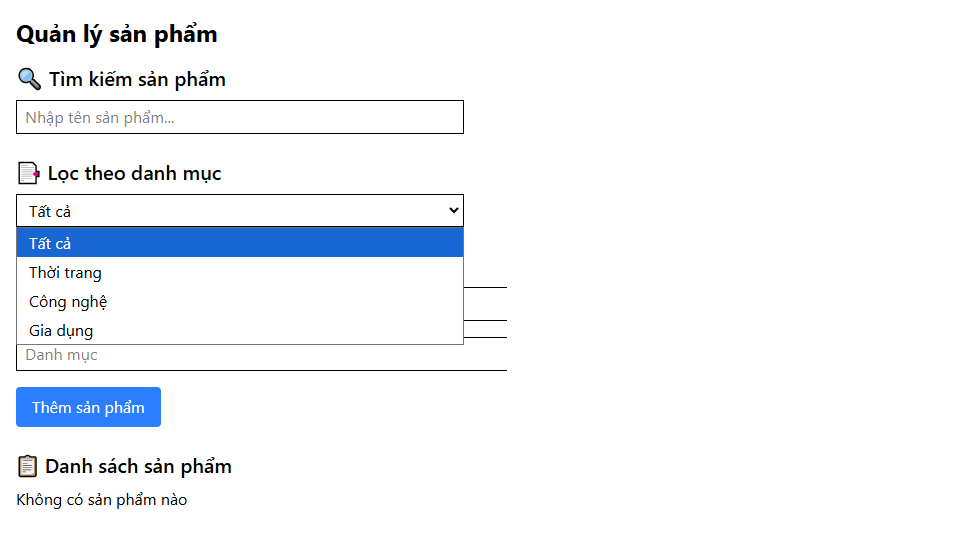 Quản lý sản phẩm
Tìm kiếm sản phẩm
Nhập tên sản phẩm...
Lọc theo danh mục
Tất cả
Tất cả
Thời trang
Công nghệ
Gia dụng
Danh mục
Thêm sản phẩm
Danh sách sản phẩm
Không có sản phẩm nào